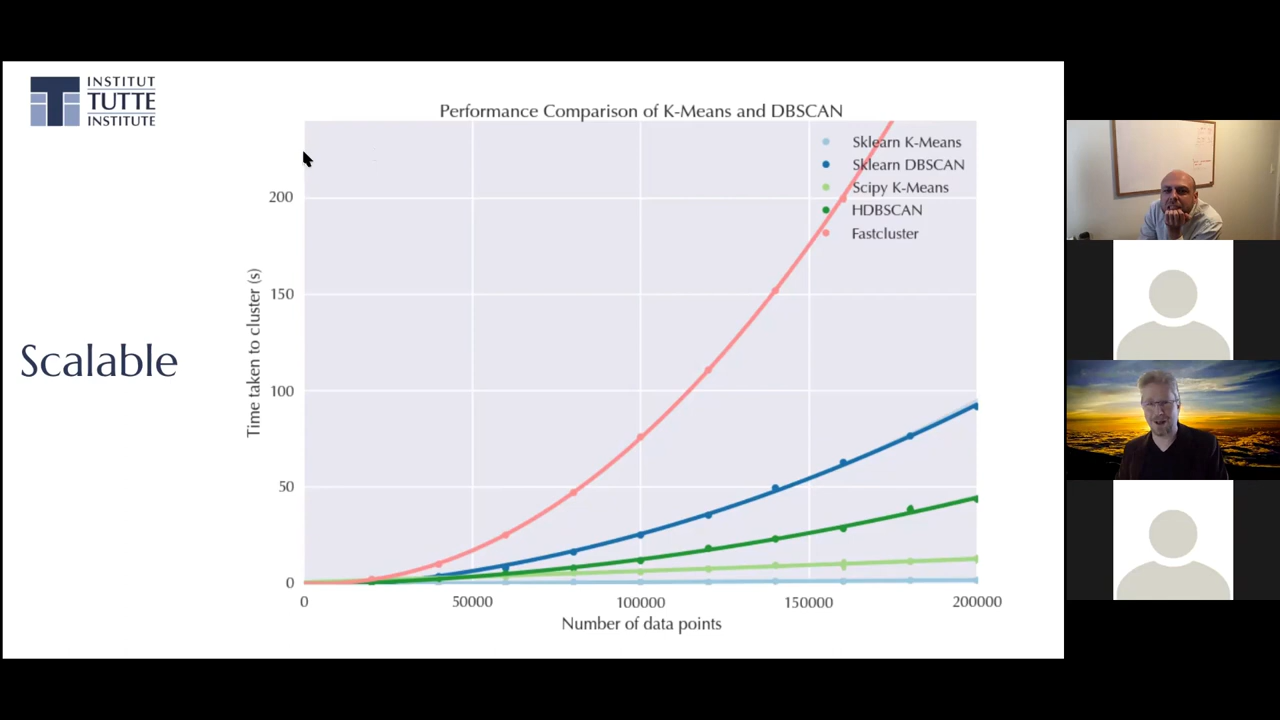 INSTITUT
TUTTE
INSTITUTE
Scalable
Performance Comparison of K-Means and DBSCAN
Sklearn K-Means
Sklearn DBSCAN
Scipy K-Means
HDBSCAN
Fastcluster
Time taken to cluster (s)
200
150
100
50
0
0 50000 100000 150000 200000
Number of data points